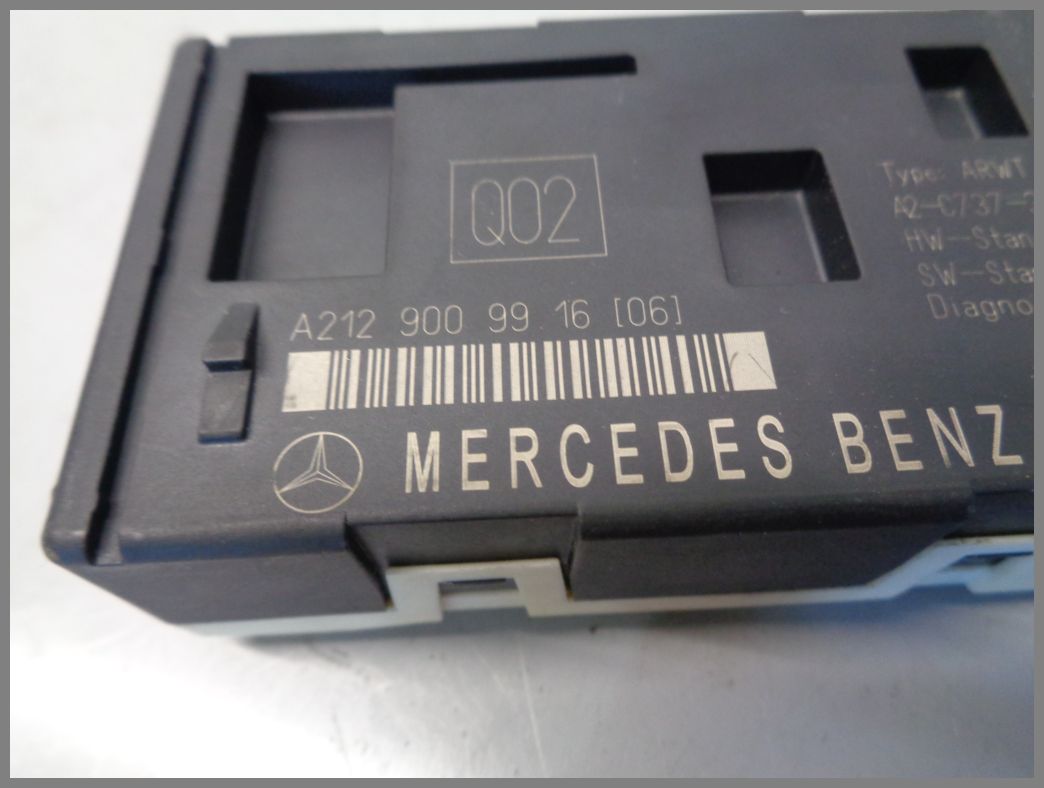 Q02
A212 900 99 16 [06]
MERCEDES BENZ
Type: ARWT
A2-C737-
HW-Stan
SW-Sta
Diagno